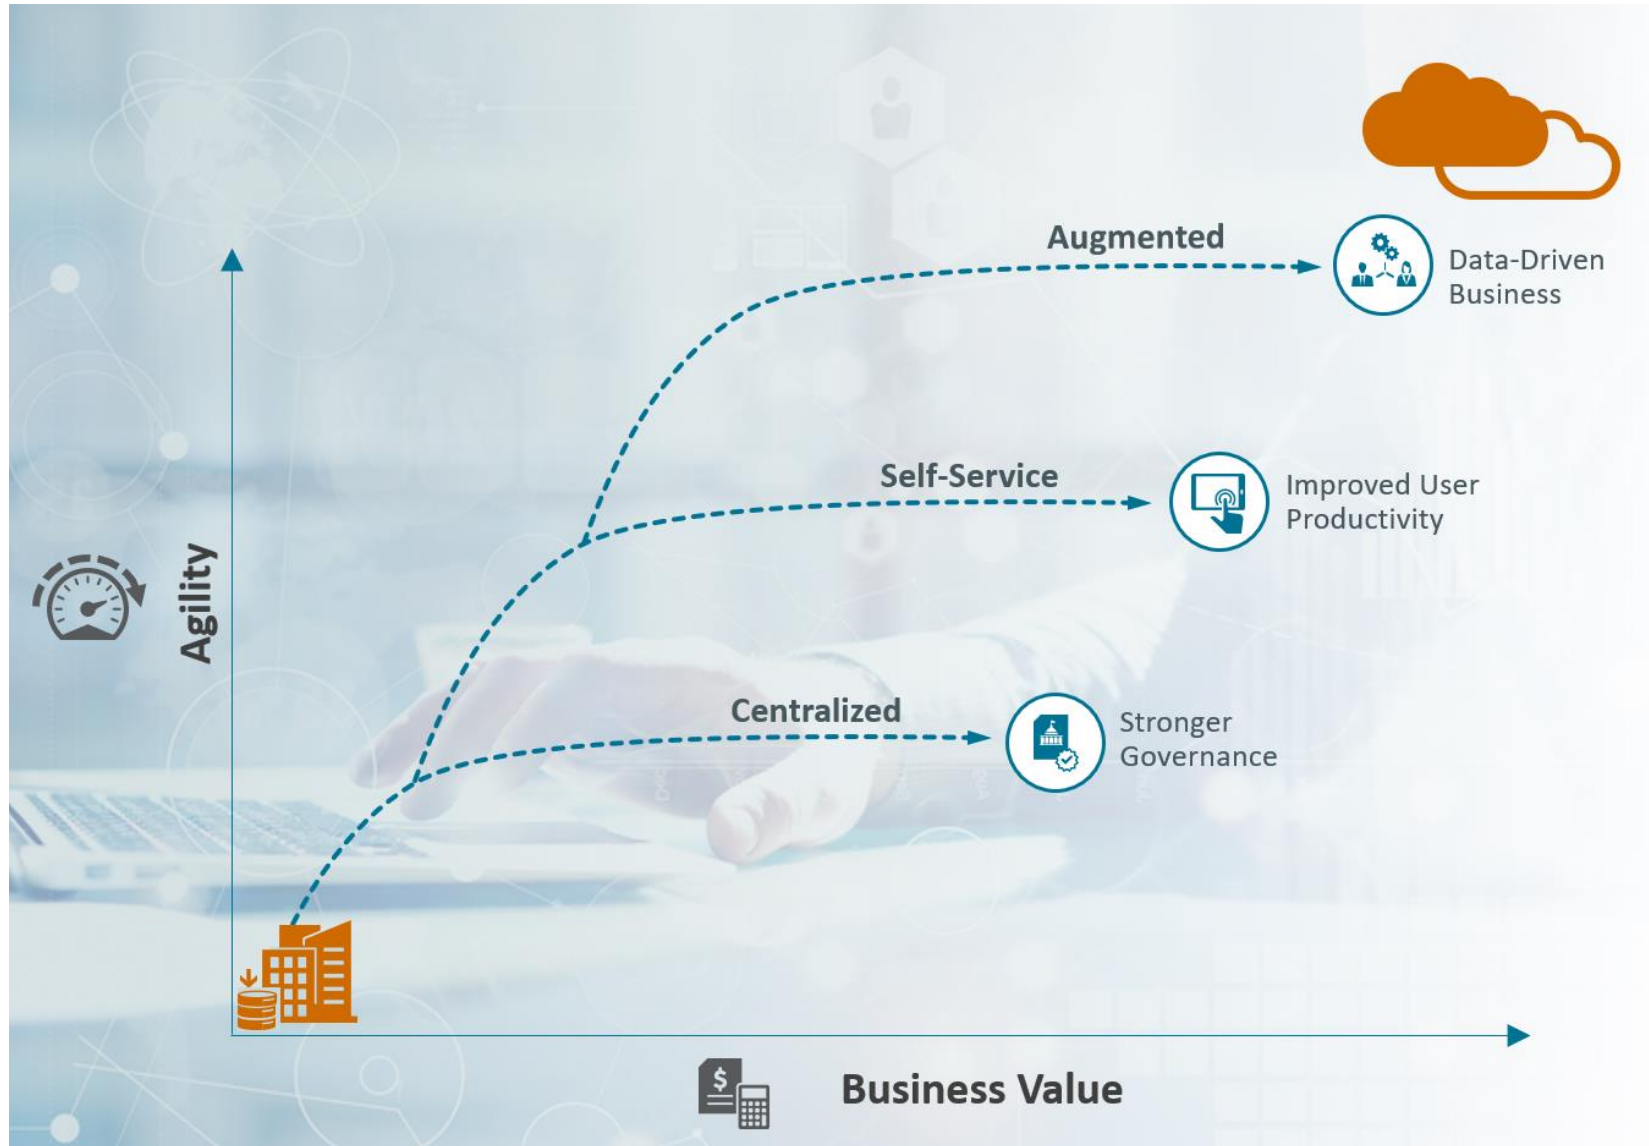 Augmented
Data-Driven
Business
Self-Service
Improved User
Productivity
Agility
Centralized
Stronger
Governance
$
Business Value